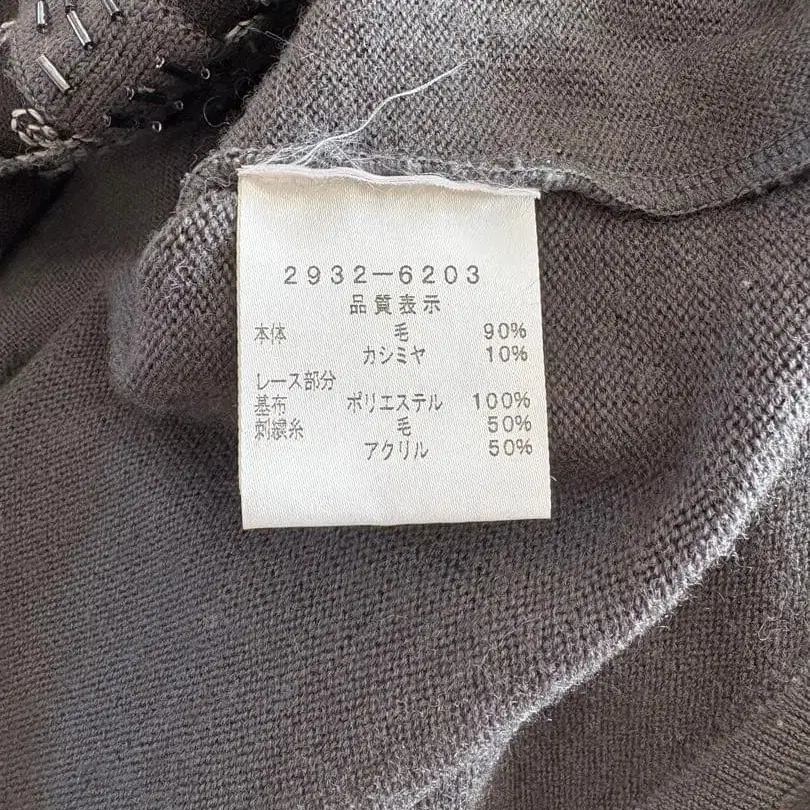 2932−6203
品質表示
本体 毛 90%
カシミヤ 10%
レース部分
基布 ポリエステル 100%
刺繍糸 毛 50%
アクリル 50%